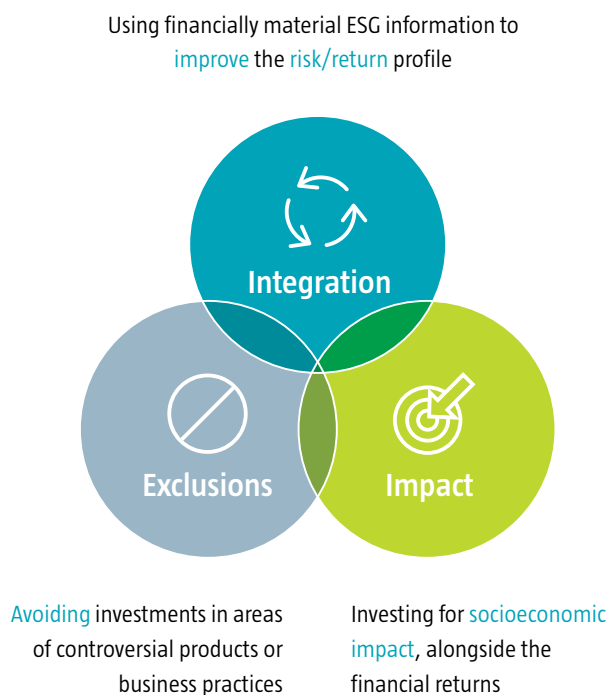 Using financially material ESG information to
improve the risk/return profile
Integration
Exclusions
Impact
Avoiding investments in areas
of controversial products or
business practices
Investing for socioeconomic
impact, alongside the
financial returns